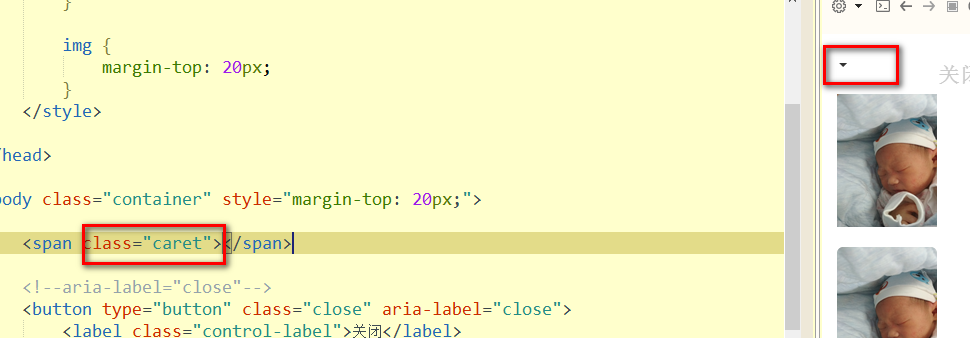 }
img {
margin-top: 20px;
}
</style>
/head>
body class="container" style="margin-top: 20px;">
<span class="caret"></span>
<!--aria-label="close"-->
<button type="button" class="close" aria-label="close">
<label class="control-label">关闭</label>
关闭